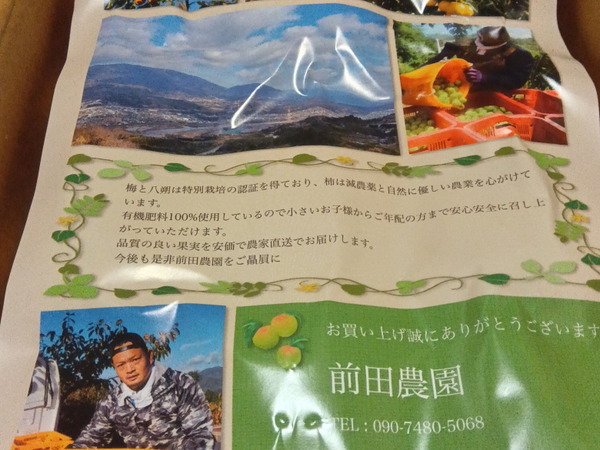 梅と八朔は特別栽培の認証を得ており、柿は減農薬と自然に優しい農業を心がけて
います。
有機肥料100%使用しているので小さいお子様からご年配の方まで安心安全に召し上
がっていただけます。
品質の良い果実を安価で農家直送でお届けします。
今後も是非前田農園をご贔屓に
お買い上げ誠にありがとうございます
前田農園
TEL : 090-7480-5068